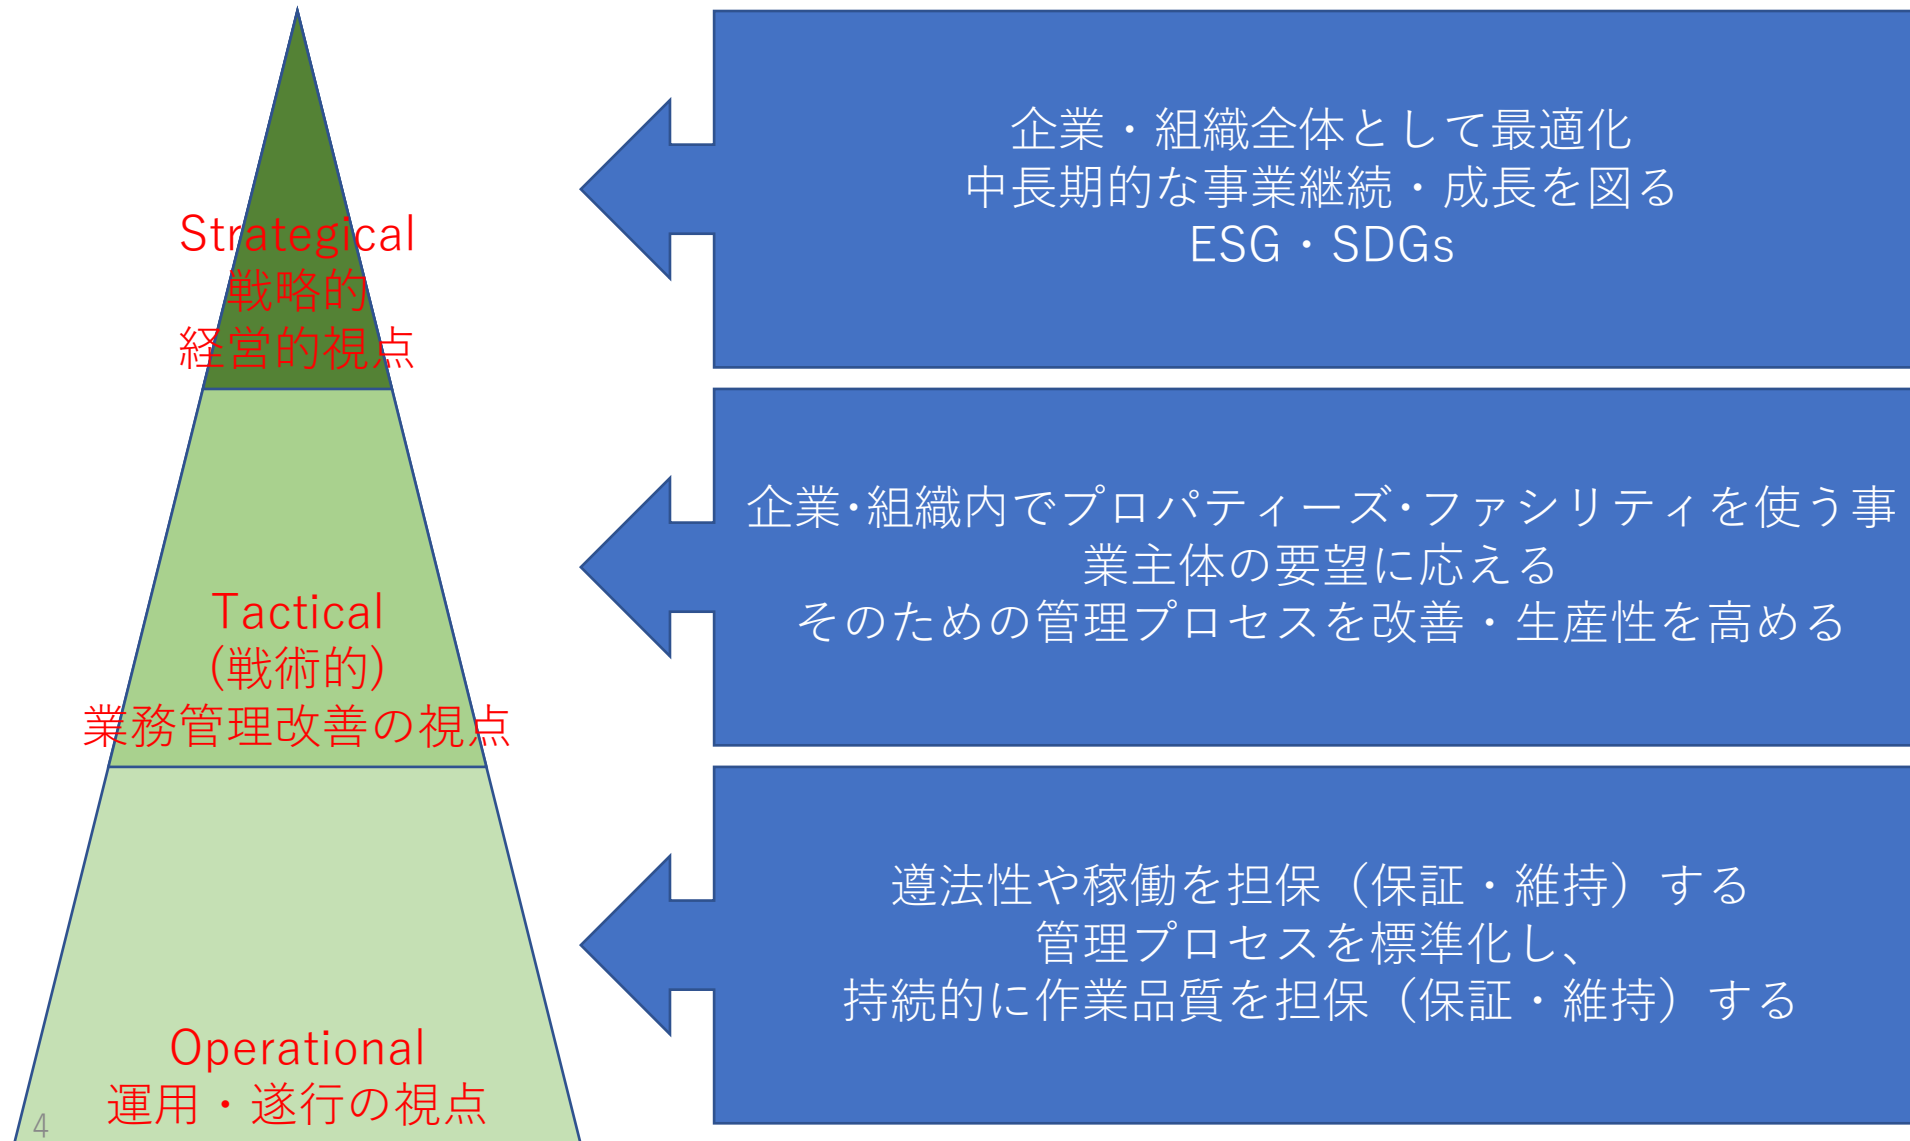 Strategical
戦略的
経営的視点
企業・組織全体として最適化
中長期的な事業継続・成長を図る
ESG・SDGs
Tactical
(戦術的)
業務管理改善の視点
企業・組織内でプロパティーズ・ファシリティを使う事
業主体の要望に応える
そのための管理プロセスを改善・生産性を高める
Operational
運用・遂行の視点
遵法性や稼働を担保（保証・維持）する
管理プロセスを標準化し、
持続的に作業品質を担保（保証・維持）する
4